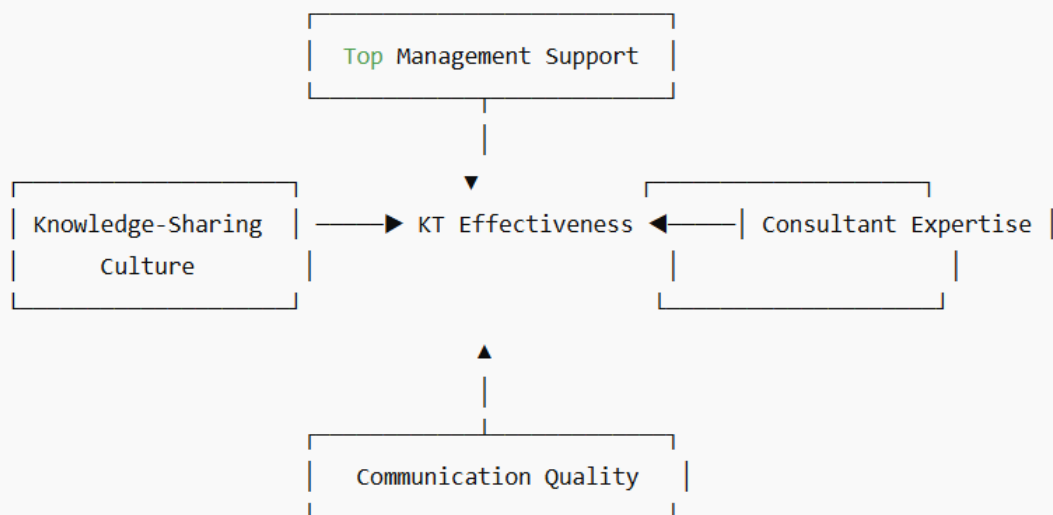 Top Management Support
Knowledge-Sharing
Culture
KT Effectiveness
Consultant Expertise
Communication Quality